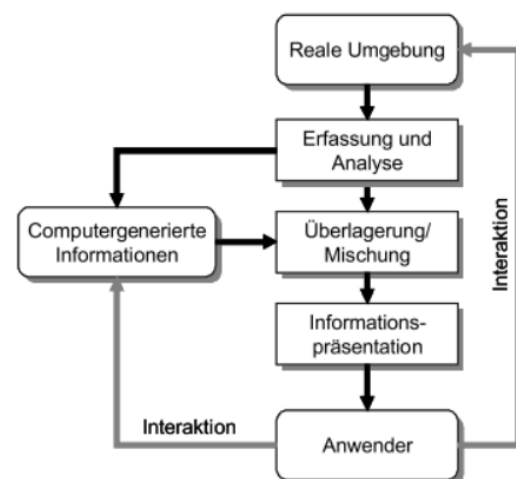 Reale Umgebung
Erfassung und
Analyse
Computergenerierte
Informationen
Überlagerung/
Mischung
Interaktion
Informations-
präsentation
Interaktion
Anwender